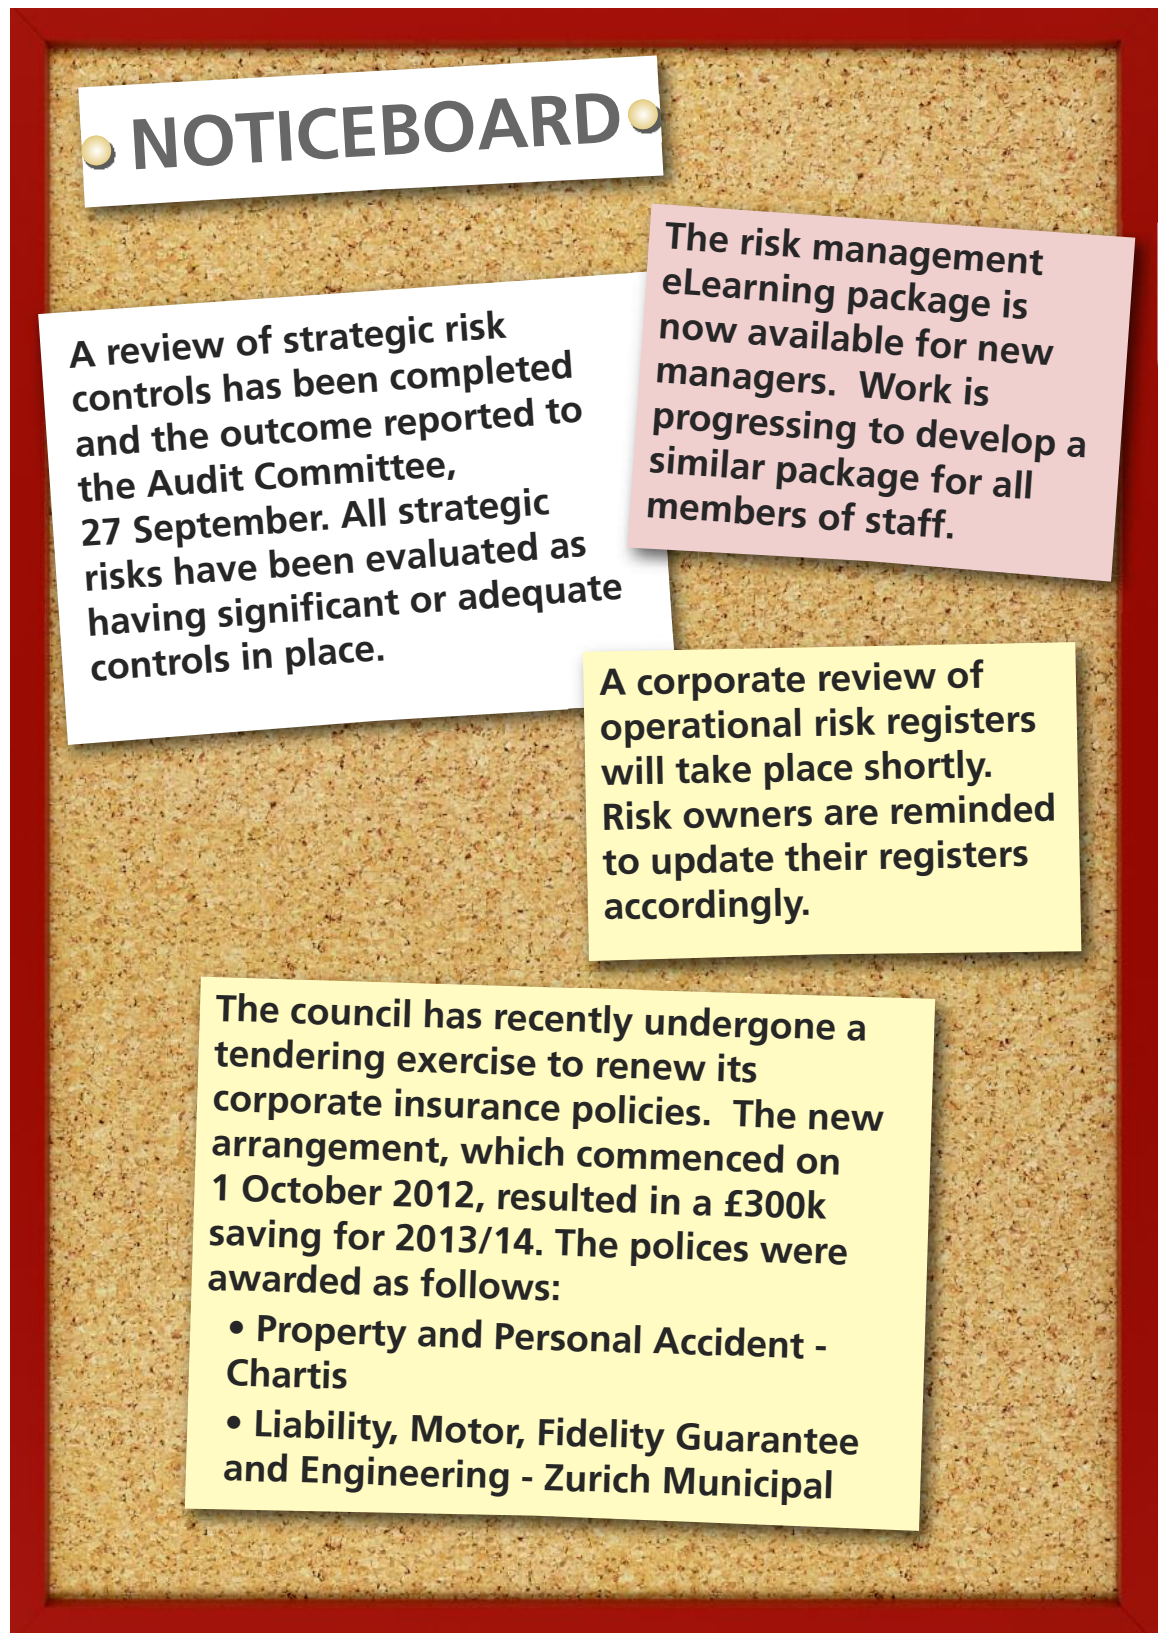 NOTICEBOARD
A review of strategic risk
controls has been completed
and the outcome reported to
the Audit Committee,
27 September. All strategic
risks have been evaluated as
having significant or adequate
controls in place.
The risk management
eLearning package is
now available for new
managers.  Work is
progressing to develop a
similar package for all
members of staff.
A corporate review of
operational risk registers
will take place shortly.
Risk owners are reminded
to update their registers
accordingly.
The council has recently undergone a
tendering exercise to renew its
corporate insurance policies.  The new
arrangement, which commenced on
1 October 2012, resulted in a £300k
saving for 2013/14. The polices were
awarded as follows:
• Property and Personal Accident -
Chartis
• Liability, Motor, Fidelity Guarantee
and Engineering - Zurich Municipal